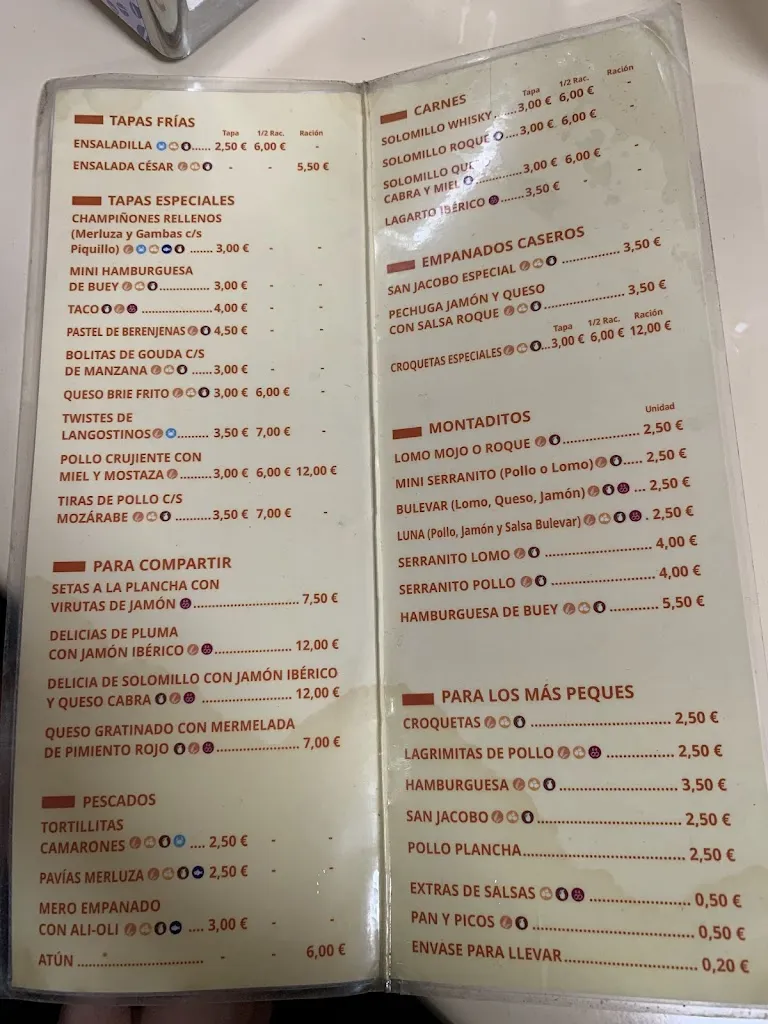 TAPAS FRÍAS
Tapa 1/2 Rac. Ración
ENSALADILLA ...... 2,50 € 6,00 € -
ENSALADA CÉSAR - - 5,50 €
TAPAS ESPECIALES
CHAMPIÑONES RELLENOS
(Merluza y Gambas c/s
Piquillo) ....... 3,00 € - -
MINI HAMBURGUESA
DE BUEY ............... 3,00 € - -
TACO ...................... 4,00 € - -
PASTEL DE BERENJENAS 4,50 € - -
BOLITAS DE GOUDA C/S
DE MANZANA ....... 3,00 € - -
QUESO BRIE FRITO 3,00 € 6,00 € -
TWISTES DE
LANGOSTINOS ......... 3,50 € 7,00 € -
POLLO CRUJIENTE CON
MIEL Y MOSTAZA ......... 3,00 € 6,00 € 12,00 €
TIRAS DE POLLO C/S
MOZÁRABE .......... 3,50 € 7,00 € -
PARA COMPARTIR
SETAS A LA PLANCHA CON
VIRUTAS DE JAMÓN ............................. 7,50 €
DELICIAS DE PLUMA
CON JAMÓN IBÉRICO ..................... 12,00 €
DELICIA DE SOLOMILLO CON JAMÓN IBÉRICO
Y QUESO CABRA ........................ 12,00 €
QUESO GRATINADO CON MERMELADA
DE PIMIENTO ROJO ....................... 7,00 €
PESCADOS
TORTILLITAS
CAMARONES .... 2,50 € - -
PAVÍAS MERLUZA 2,50 € - -
MERO EMPANADO
CON ALI-OLI .... 3,00 € - -
ATÚN ............................ - - 6,00 €
CARNES
Tapa 1/2 Rac. Ración
SOLOMILLO WHISKY ...... 3,00 € 6,00 € -
SOLOMILLO ROQUE .... 3,00 € 6,00 € -
SOLOMILLO
CABRA Y MIEL .............. 3,00 € 6,00 € -
LAGARTO IBÉRICO ....... 3,50 € - -
EMPANADOS CASEROS
SAN JACOBO ESPECIAL .............. 3,50 €
PECHUGA JAMÓN Y QUESO
CON SALSA ROQUE .................... 3,50 €
Tapa 1/2 Rac. Ración
CROQUETAS ESPECIALES ... 3,00 € 6,00 € 12,00 €
MONTADITOS
Unidad
LOMO MOJO O ROQUE .................. 2,50 €
MINI SERRANITO (Pollo o Lomo) ..... 2,50 €
BULEVAR (Lomo, Queso, Jamón) ... 2,50 €
LUNA (Pollo, Jamón y Salsa Bulevar) . 2,50 €
SERRANITO LOMO .......................... 4,00 €
SERRANITO POLLO ......................... 4,00 €
HAMBURGUESA DE BUEY ............ 5,50 €
PARA LOS MÁS PEQUES
CROQUETAS ................................ 2,50 €
LAGRIMITAS DE POLLO ................ 2,50 €
HAMBURGUESA ........................... 3,50 €
SAN JACOBO ................................ 2,50 €
POLLO PLANCHA ................................ 2,50 €
EXTRAS DE SALSAS ..................... 0,50 €
PAN Y PICOS ................................ 0,50 €
ENVASE PARA LLEVAR ........................... 0,20 €